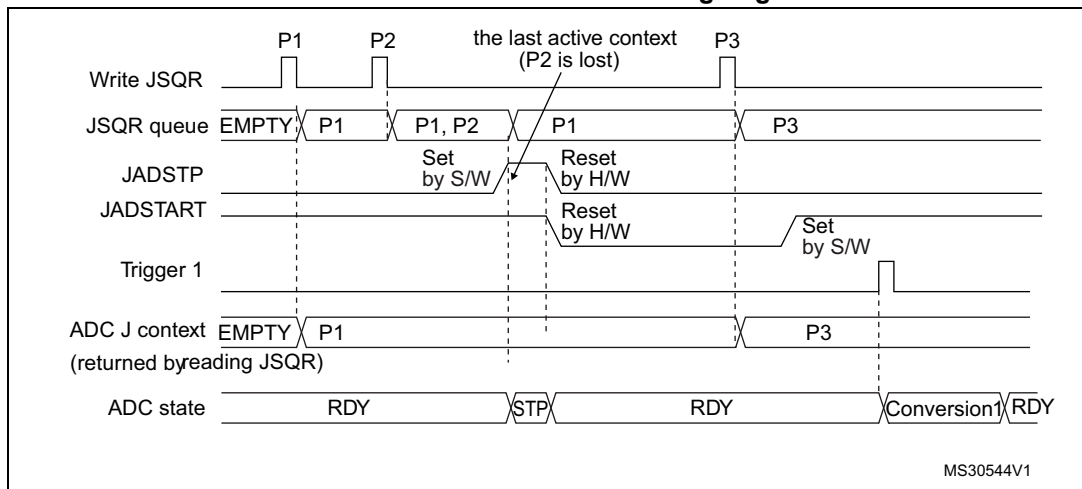 P1 P2 the last active context P3
(P2 is lost)
Write JSQR
JSQR queue EMPTY P1 P1, P2 P1 P3
Set Reset
JADSTP by S/W by H/W
JADSTART Reset Set
by H/W by S/W
Trigger 1
ADC J context EMPTY P1 P3
(returned byreading JSQR)
ADC state RDY STP RDY Conversion1 RDY
MS30544V1